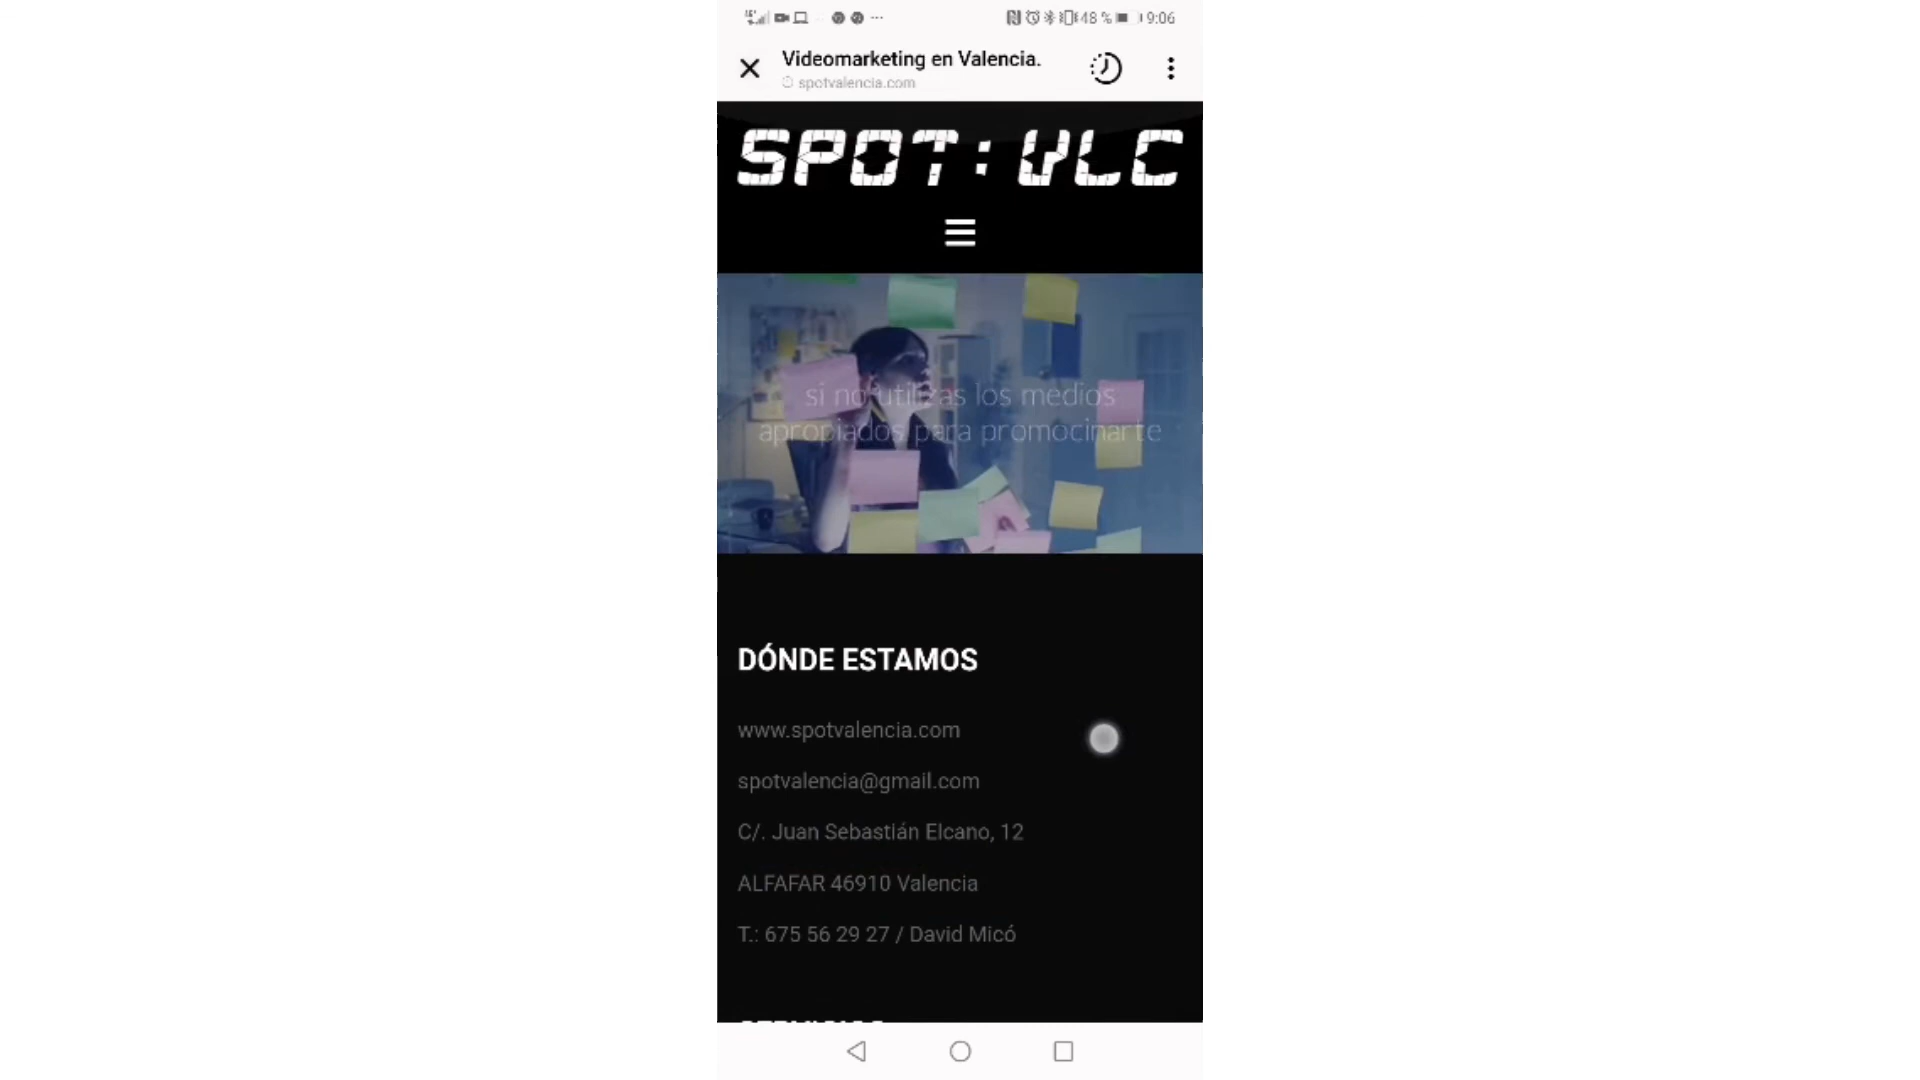 48 % 9:06
Videomarketing en Valencia.
spotvalencia.com
SPOT:VLC
si no utilizas los medios
apropiados para promocinarte
DÓNDE ESTAMOS
www.spotvalencia.com
spotvalencia@gmail.com
C/. Juan Sebastián Elcano, 12
ALFAFAR 46910 Valencia
T.: 675 56 29 27 / David Micó